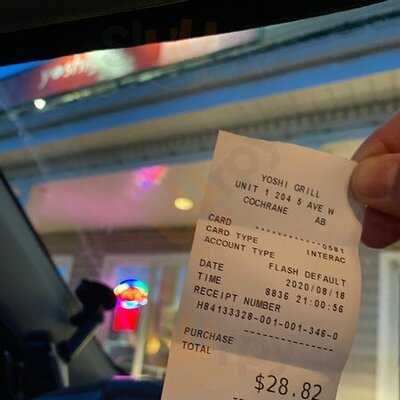 yoshi
YOSHI GRILL
UNIT 1 204 5 AVE W
COCHRANE AB
CARD ************0581
CARD TYPE INTERAC
ACCOUNT TYPE FLASH DEFAULT
DATE 2020/08/18
TIME 8836 21:00:56
RECEIPT NUMBER
H84133328-001-001-346-0
PURCHASE
TOTAL
$28.82